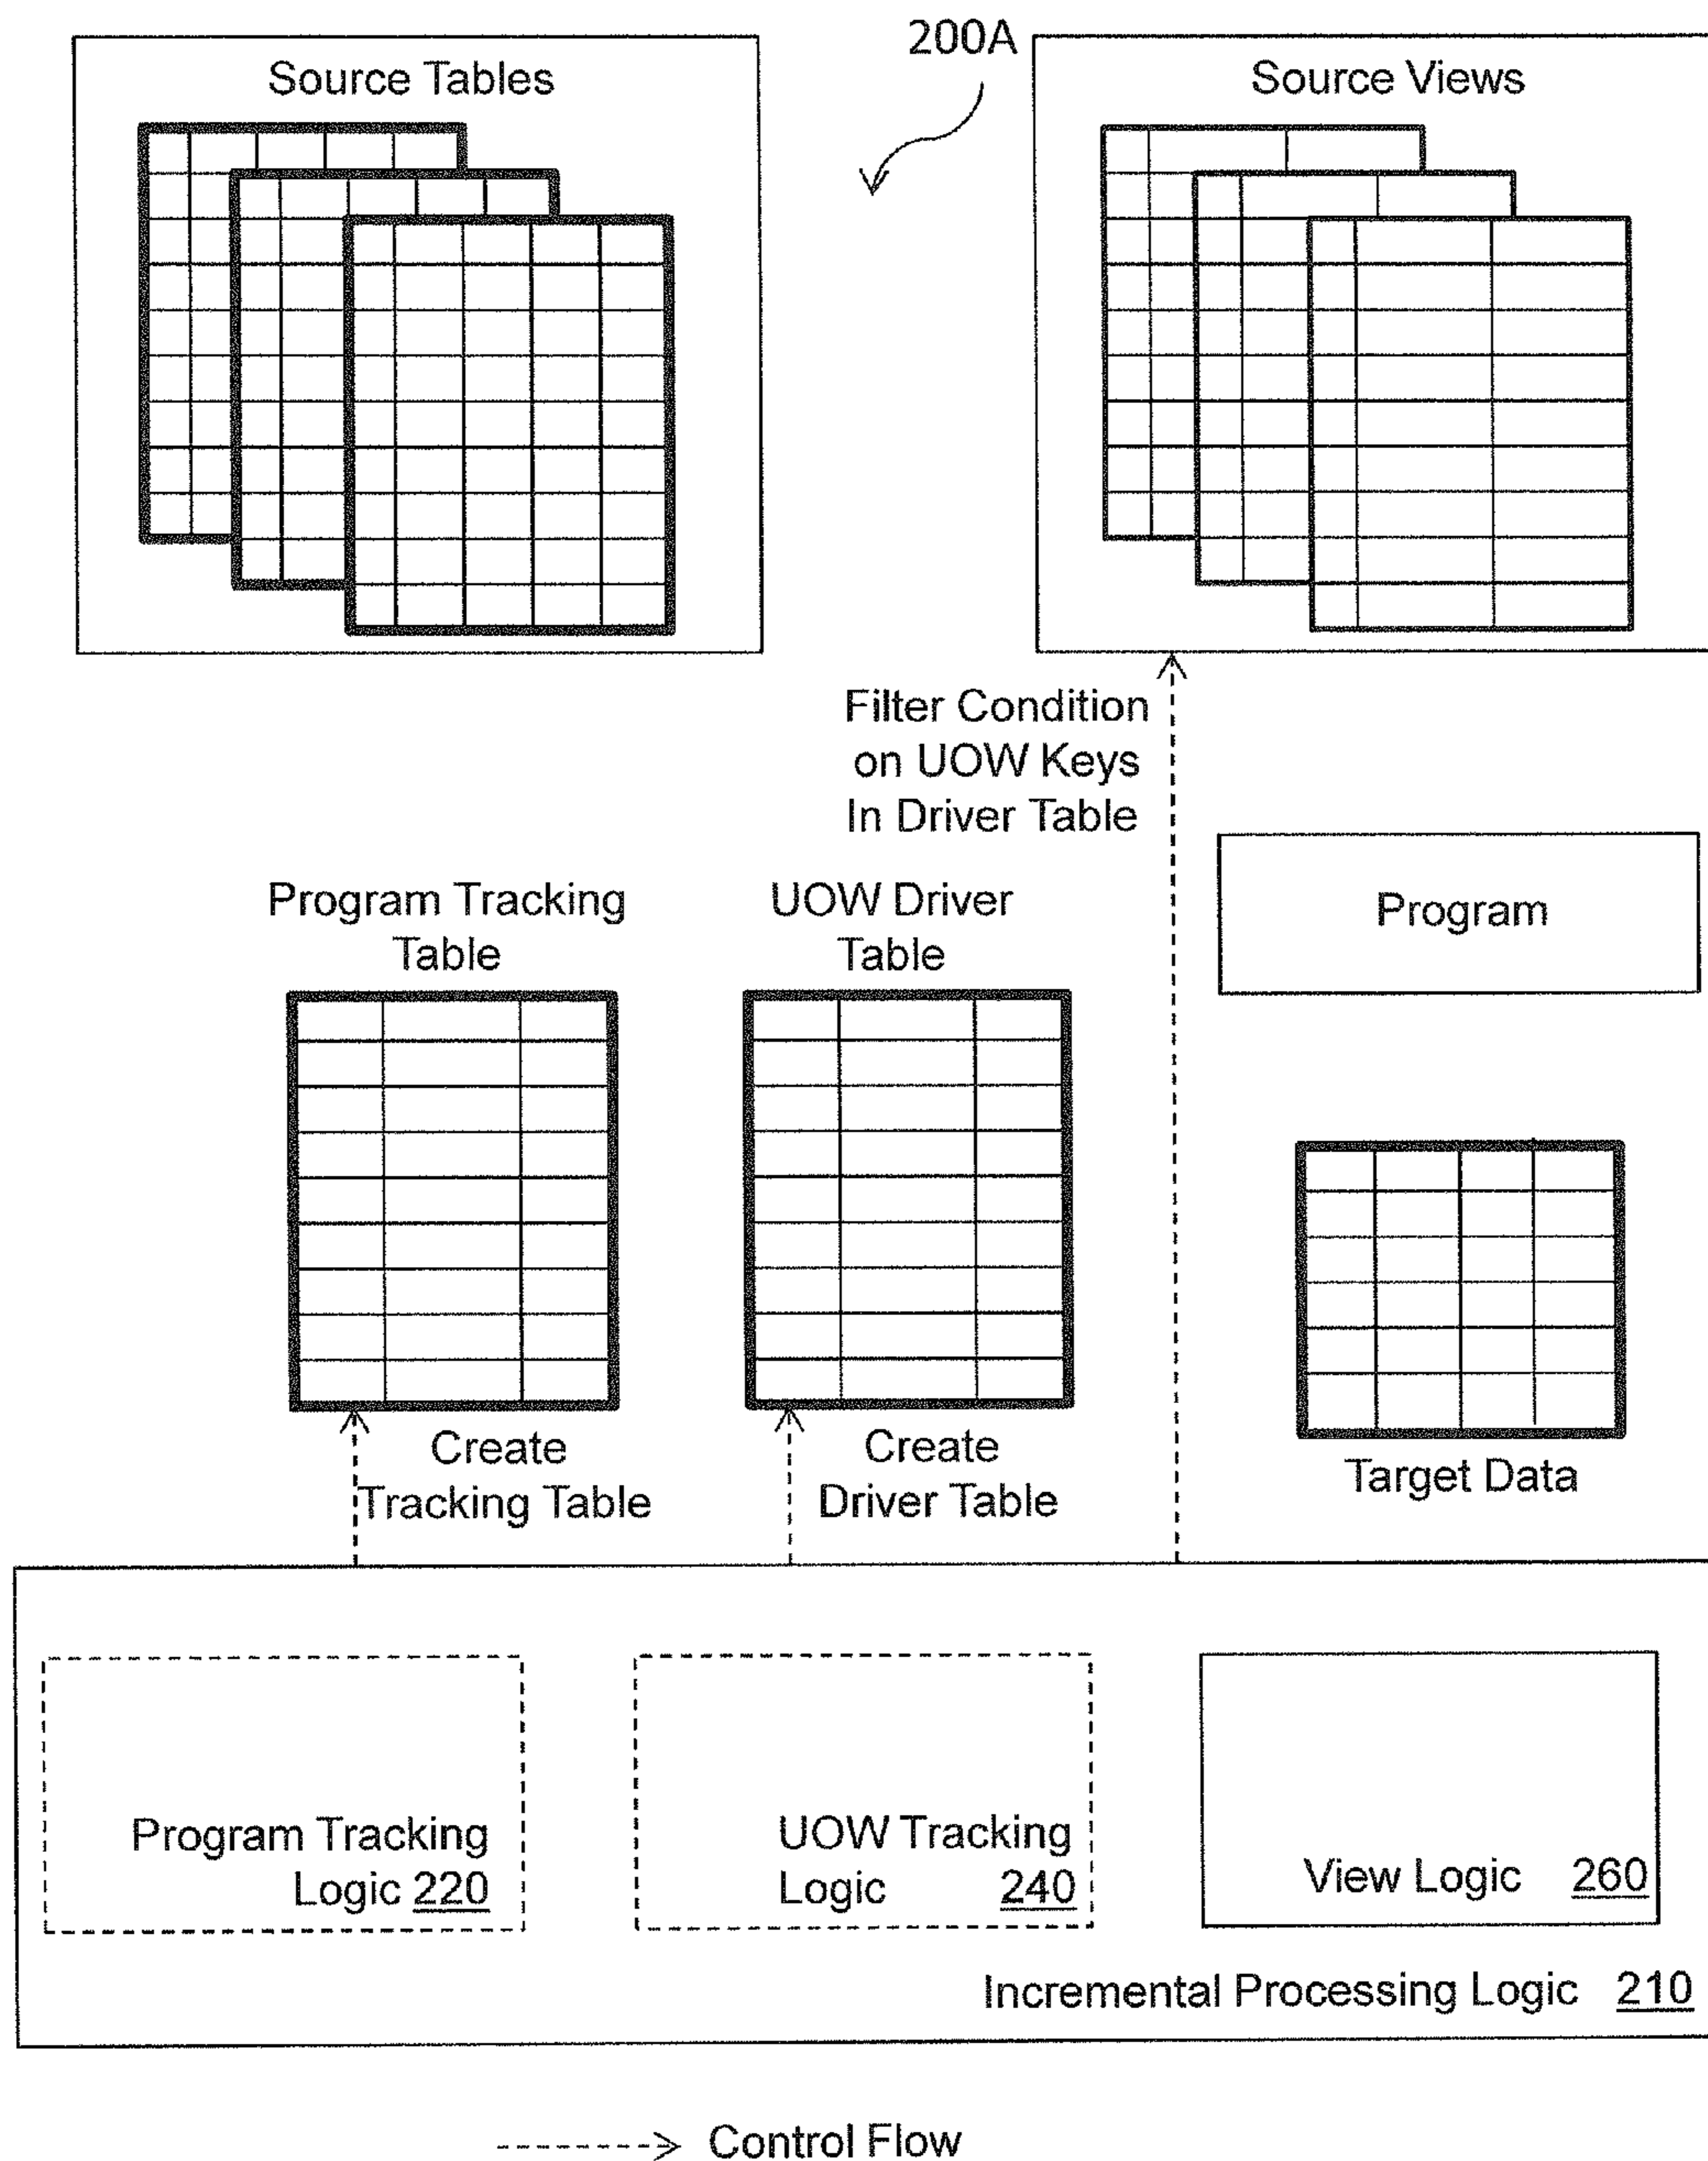 200A
Source Tables
Source Views
Filter Condition
on UOW Keys
In Driver Table
Program Tracking
Table
UOW Driver
Table
Program
Create
Tracking Table
Create
Driver Table
Target Data
Program Tracking
Logic 220
UOW Tracking
Logic 240
View Logic 260
Incremental Processing Logic 210
Control Flow